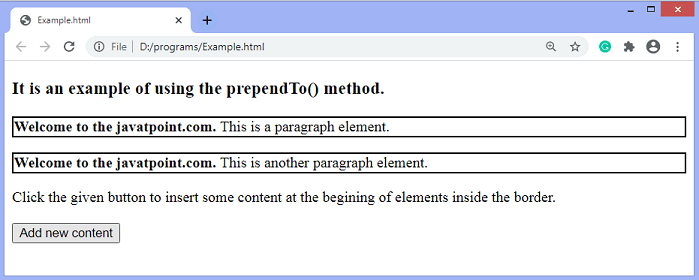 Example.html
File
D:/programs/Example.html
It is an example of using the prependTo() method.
Welcome to the javatpoint.com. This is a paragraph element.
Welcome to the javatpoint.com. This is another paragraph element.
Click the given button to insert some content at the begining of elements inside the border.
Add new content